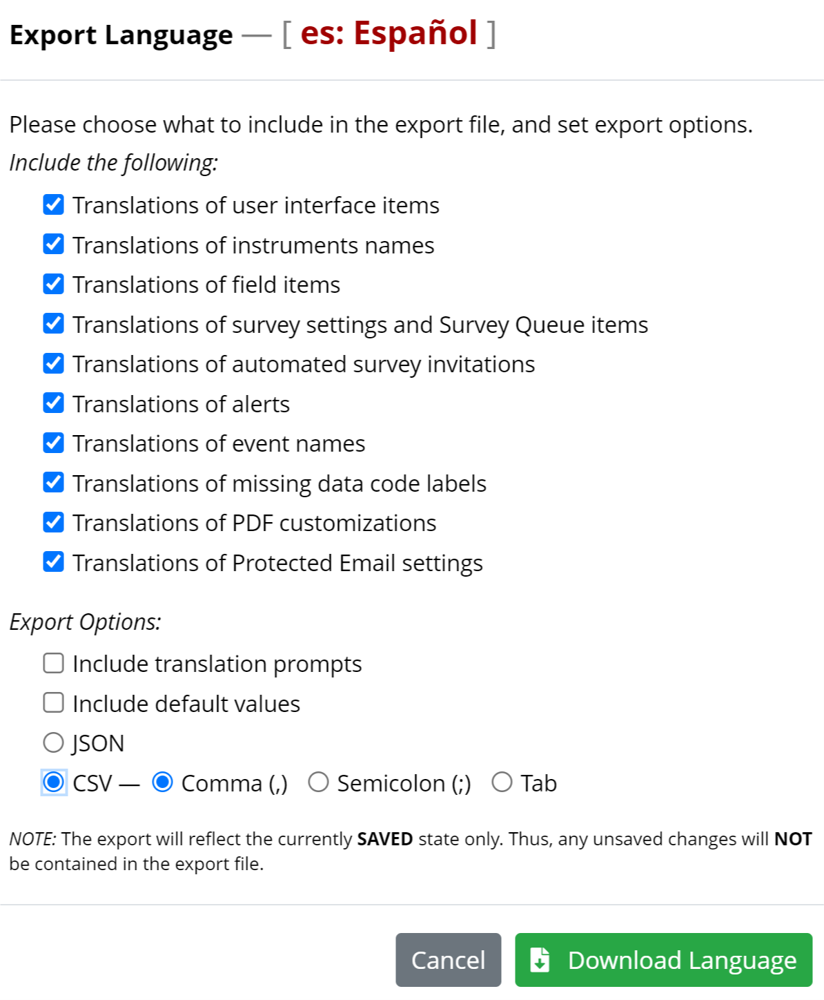 Export Language — [ es: Español ]
Please choose what to include in the export file, and set export options.
Include the following:
Translations of user interface items
Translations of instruments names
Translations of field items
Translations of survey settings and Survey Queue items
Translations of automated survey invitations
Translations of alerts
Translations of event names
Translations of missing data code labels
Translations of PDF customizations
Translations of Protected Email settings
Export Options:
Include translation prompts
Include default values
JSON
CSV — Comma (,) Semicolon (;) Tab
NOTE: The export will reflect the currently SAVED state only. Thus, any unsaved changes will NOT
be contained in the export file.
Cancel Download Language